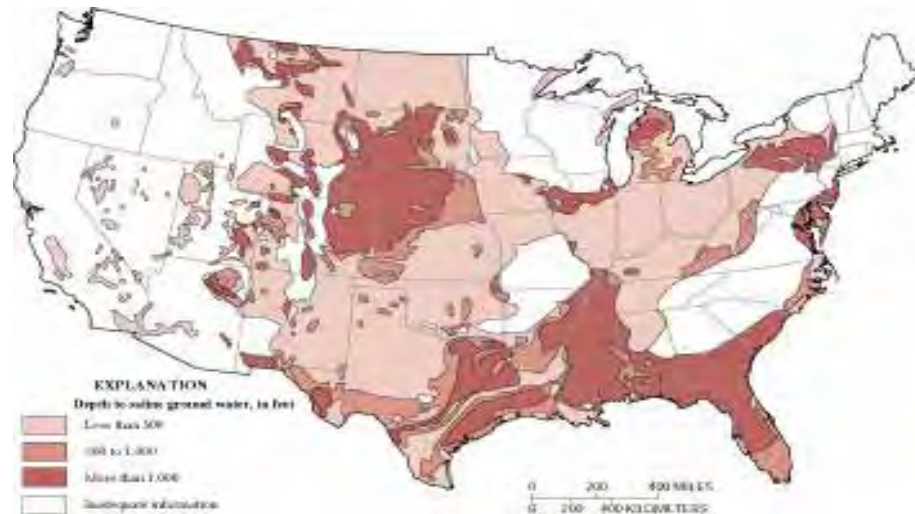 EXPLANATION
Depth to saline ground water, in feet
Less than 500
500 to 1,000
More than 1,000
Inadequate information
0 200 400 MILES
0 200 400 KILOMETERS